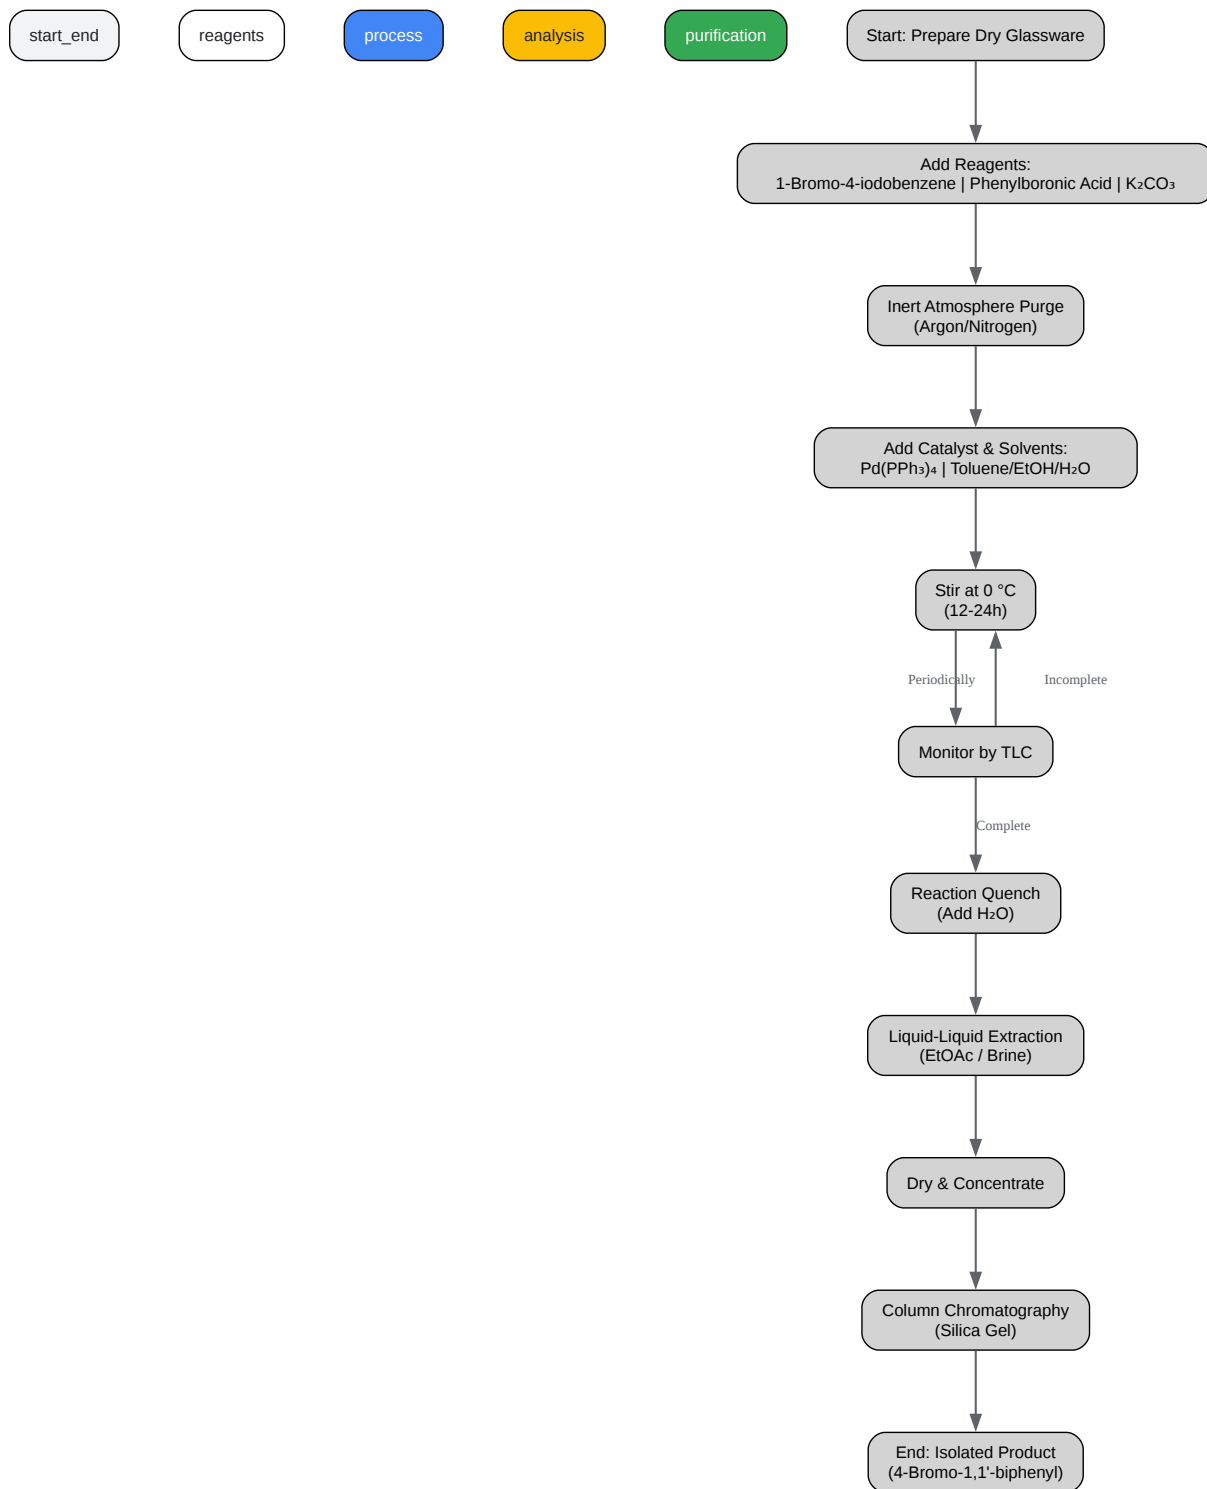 start_end
reagents
process
analysis
purification
Start: Prepare Dry Glassware
Add Reagents:
1-Bromo-4-iodobenzene | Phenylboronic Acid | K₂CO₃
Inert Atmosphere Purge
(Argon/Nitrogen)
Add Catalyst & Solvents:
Pd(PPh₃)₄ | Toluene/EtOH/H₂O
Stir at 0 °C
(12-24h)
Periodically
Incomplete
Monitor by TLC
Complete
Reaction Quench
(Add H₂O)
Liquid-Liquid Extraction
(EtOAc / Brine)
Dry & Concentrate
Column Chromatography
(Silica Gel)
End: Isolated Product
(4-Bromo-1,1'-biphenyl)